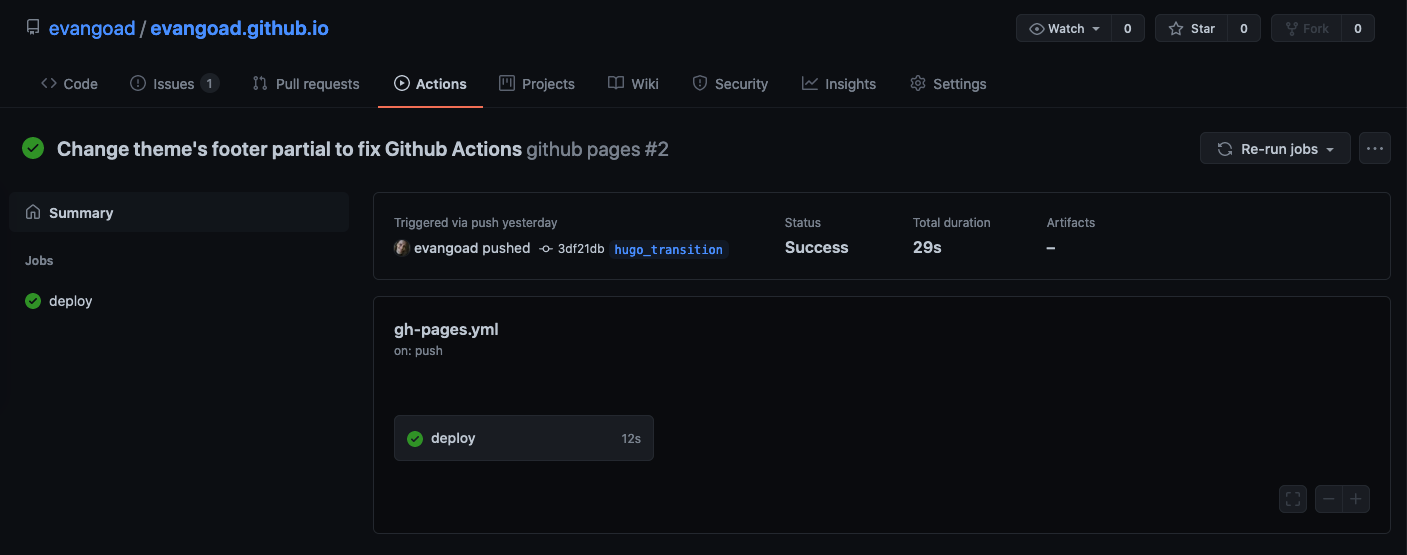 evangoad / evangoad.github.io
Watch 0 Star 0 Fork 0
Code Issues 1 Pull requests Actions Projects Wiki Security Insights Settings
Change theme's footer partial to fix Github Actions github pages #2
Re-run jobs
Summary
Jobs
deploy
Triggered via push yesterday
evangoad pushed 3df21db hugo_transition
Status
Success
Total duration
29s
Artifacts
–
gh-pages.yml
on: push
deploy 12s